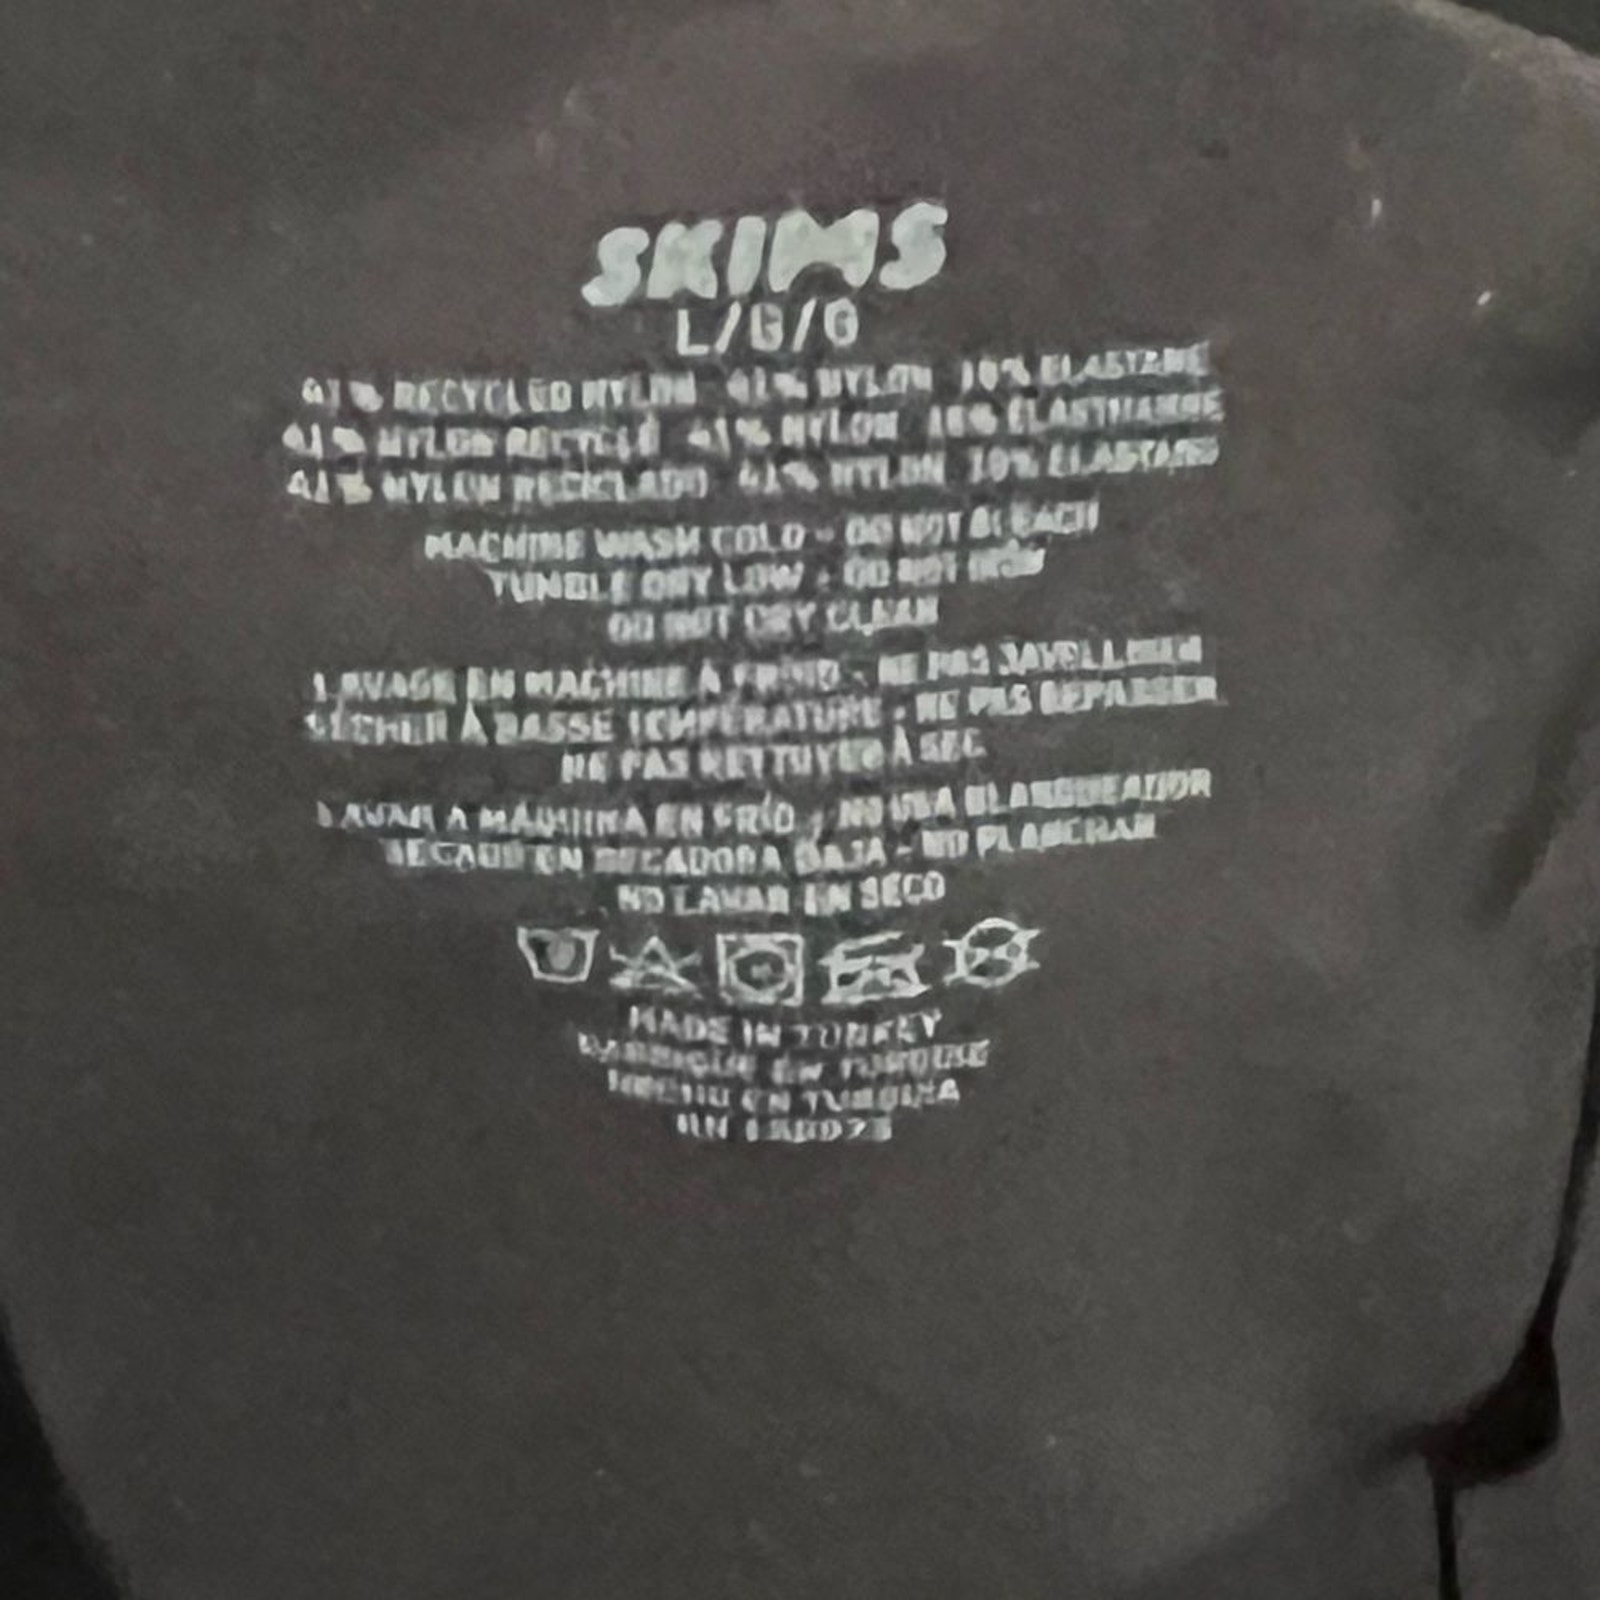 SKIMS
L/G/G
41% RECYCLED NYLON 41% NYLON ELASTANE
41% NYLON RECYCLÉ 41% NYLON ELASTHANNE
41% NYLON RECICLADO 41% NYLON ELASTANO
MACHINE WASH COLD - DO NOT BLEACH
TUMBLE DRY LOW - DO NOT IRON
DO NOT DRY CLEAN
LAVAGE EN MACHINE À FROID - NE PAS JAVELLISER
SÉCHER À BASSE TEMPÉRATURE - NE PAS REPASSER
NE PAS NETTOYER À SEC
LAVAR A MÁQUINA EN FRÍO - NO USA BLANQUEADOR
SECADO EN SECADORA BAJA - NO PLANCHAR
NO LAVAR EN SECO
MADE IN TURKEY
FABRIQUÉ EN TURQUIE
HECHO EN TURQUÍA
RN